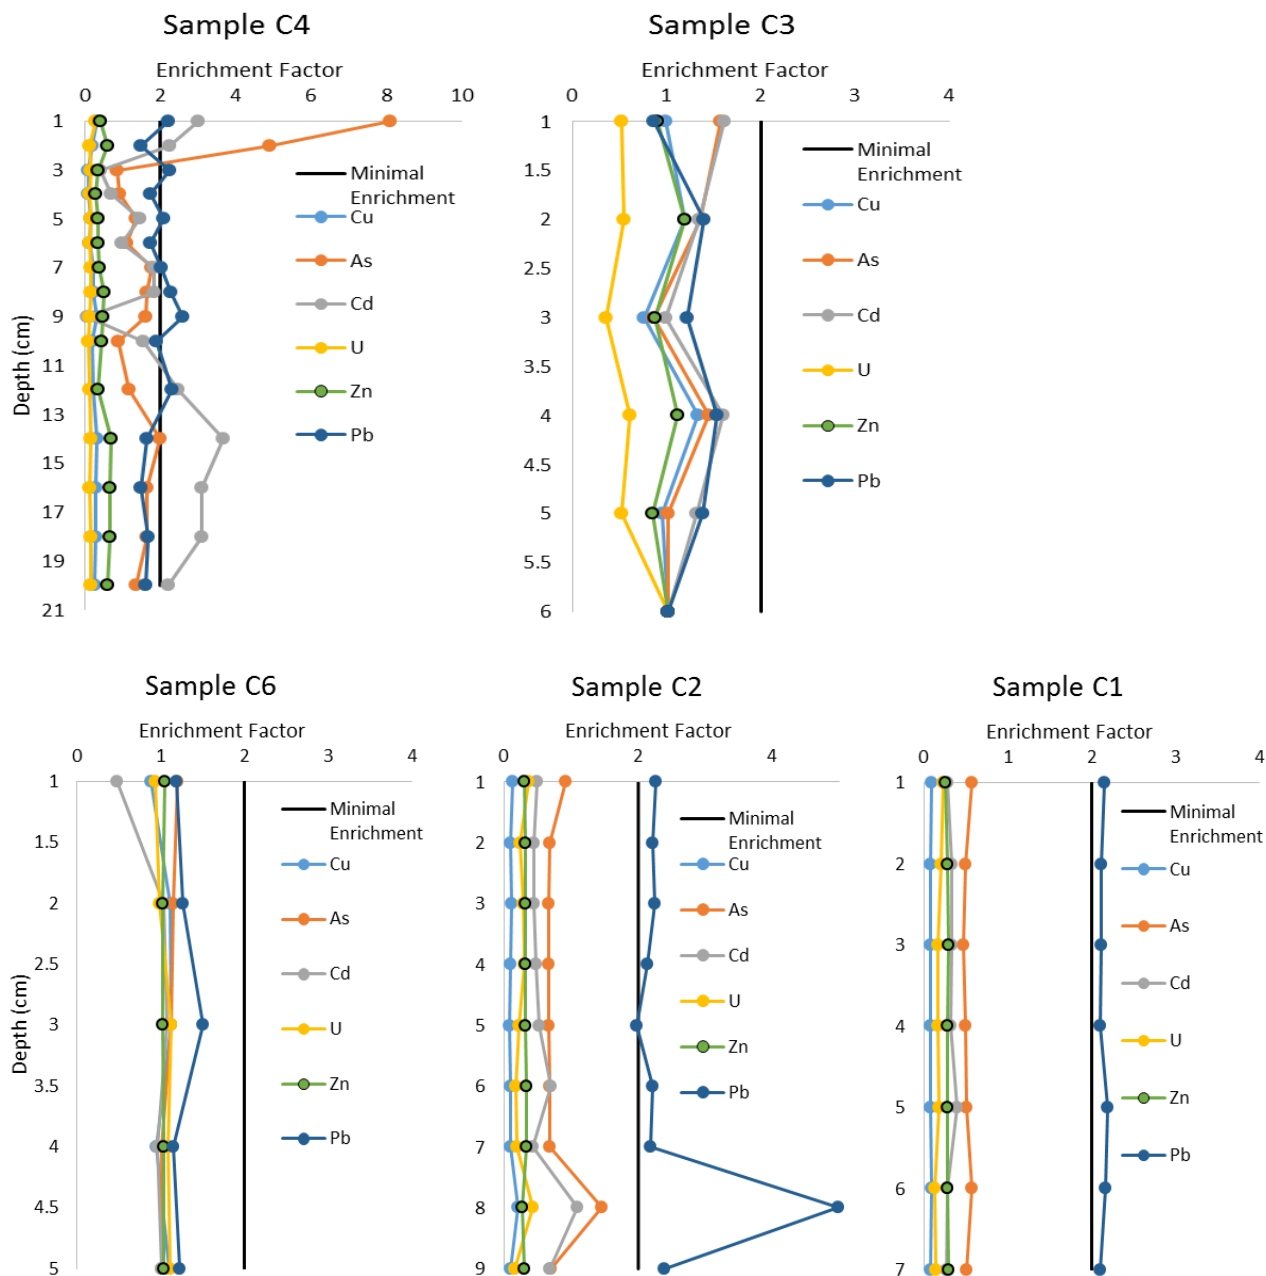 Sample C4
Enrichment Factor
0 2 4 6 8 10
1
3
5
7
9
11
13
15
17
19
21
Depth (cm)
Minimal
Enrichment
Cu
As
Cd
U
Zn
Pb
Sample C3
Enrichment Factor
0 1 2 3 4
1
1.5
2
2.5
3
3.5
4
4.5
5
5.5
6
Minimal
Enrichment
Cu
As
Cd
U
Zn
Pb
Sample C6
Enrichment Factor
0 1 2 3 4
1
1.5
2
2.5
3
3.5
4
4.5
5
Depth (cm)
Minimal
Enrichment
Cu
As
Cd
U
Zn
Pb
Sample C2
Enrichment Factor
0 2 4
1
2
3
4
5
6
7
8
9
Minimal
Enrichment
Cu
As
Cd
U
Zn
Pb
Sample C1
Enrichment Factor
0 1 2 3 4
1
2
3
4
5
6
7
Minimal
Enrichment
Cu
As
Cd
U
Zn
Pb